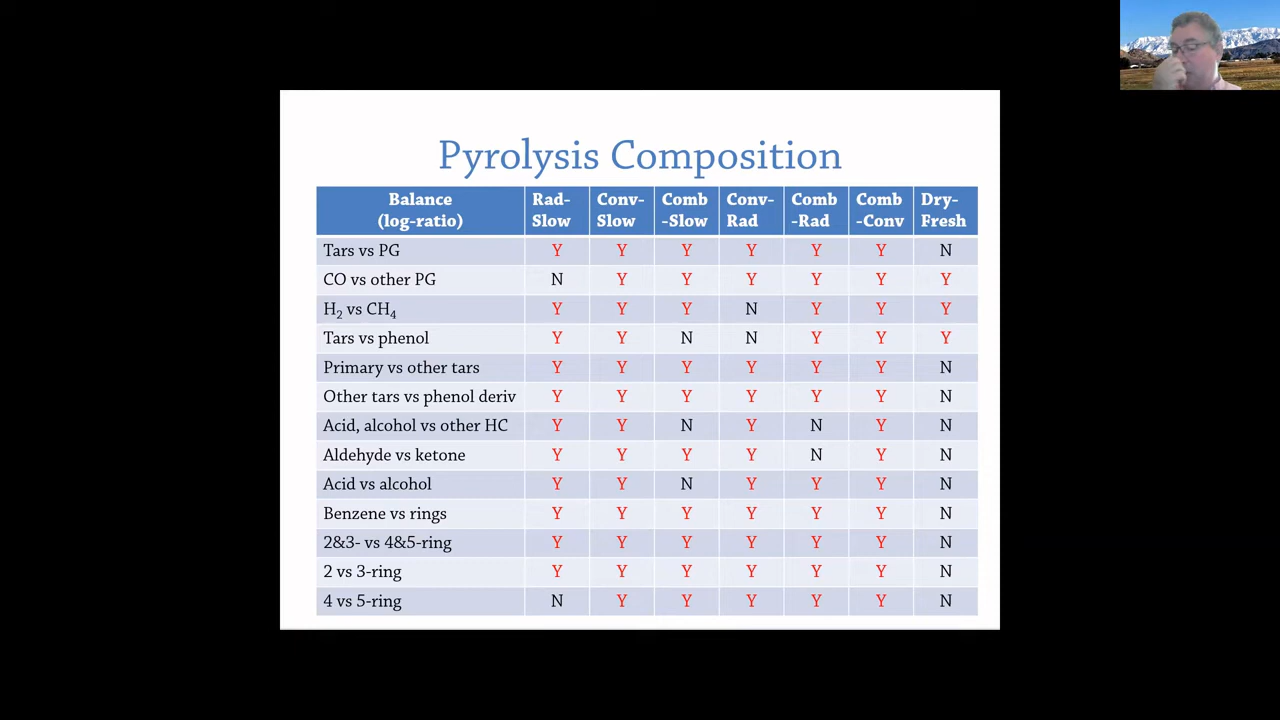 Pyrolysis Composition
Balance (log-ratio) Rad-Slow Conv-Slow Comb-Slow Conv-Rad Comb-Rad Comb-Conv Dry-Fresh
Tars vs PG Y Y Y Y Y Y N
CO vs other PG N Y Y Y Y Y Y
H₂ vs CH₄ Y Y Y N Y Y Y
Tars vs phenol Y Y N N Y Y Y
Primary vs other tars Y Y Y Y Y Y N
Other tars vs phenol deriv Y Y Y Y Y Y N
Acid, alcohol vs other HC Y Y N Y N Y N
Aldehyde vs ketone Y Y Y Y N Y N
Acid vs alcohol Y Y N Y Y Y N
Benzene vs rings Y Y Y Y Y Y N
2&3- vs 4&5-ring Y Y Y Y Y Y N
2 vs 3-ring Y Y Y Y Y Y N
4 vs 5-ring N Y Y Y Y Y N